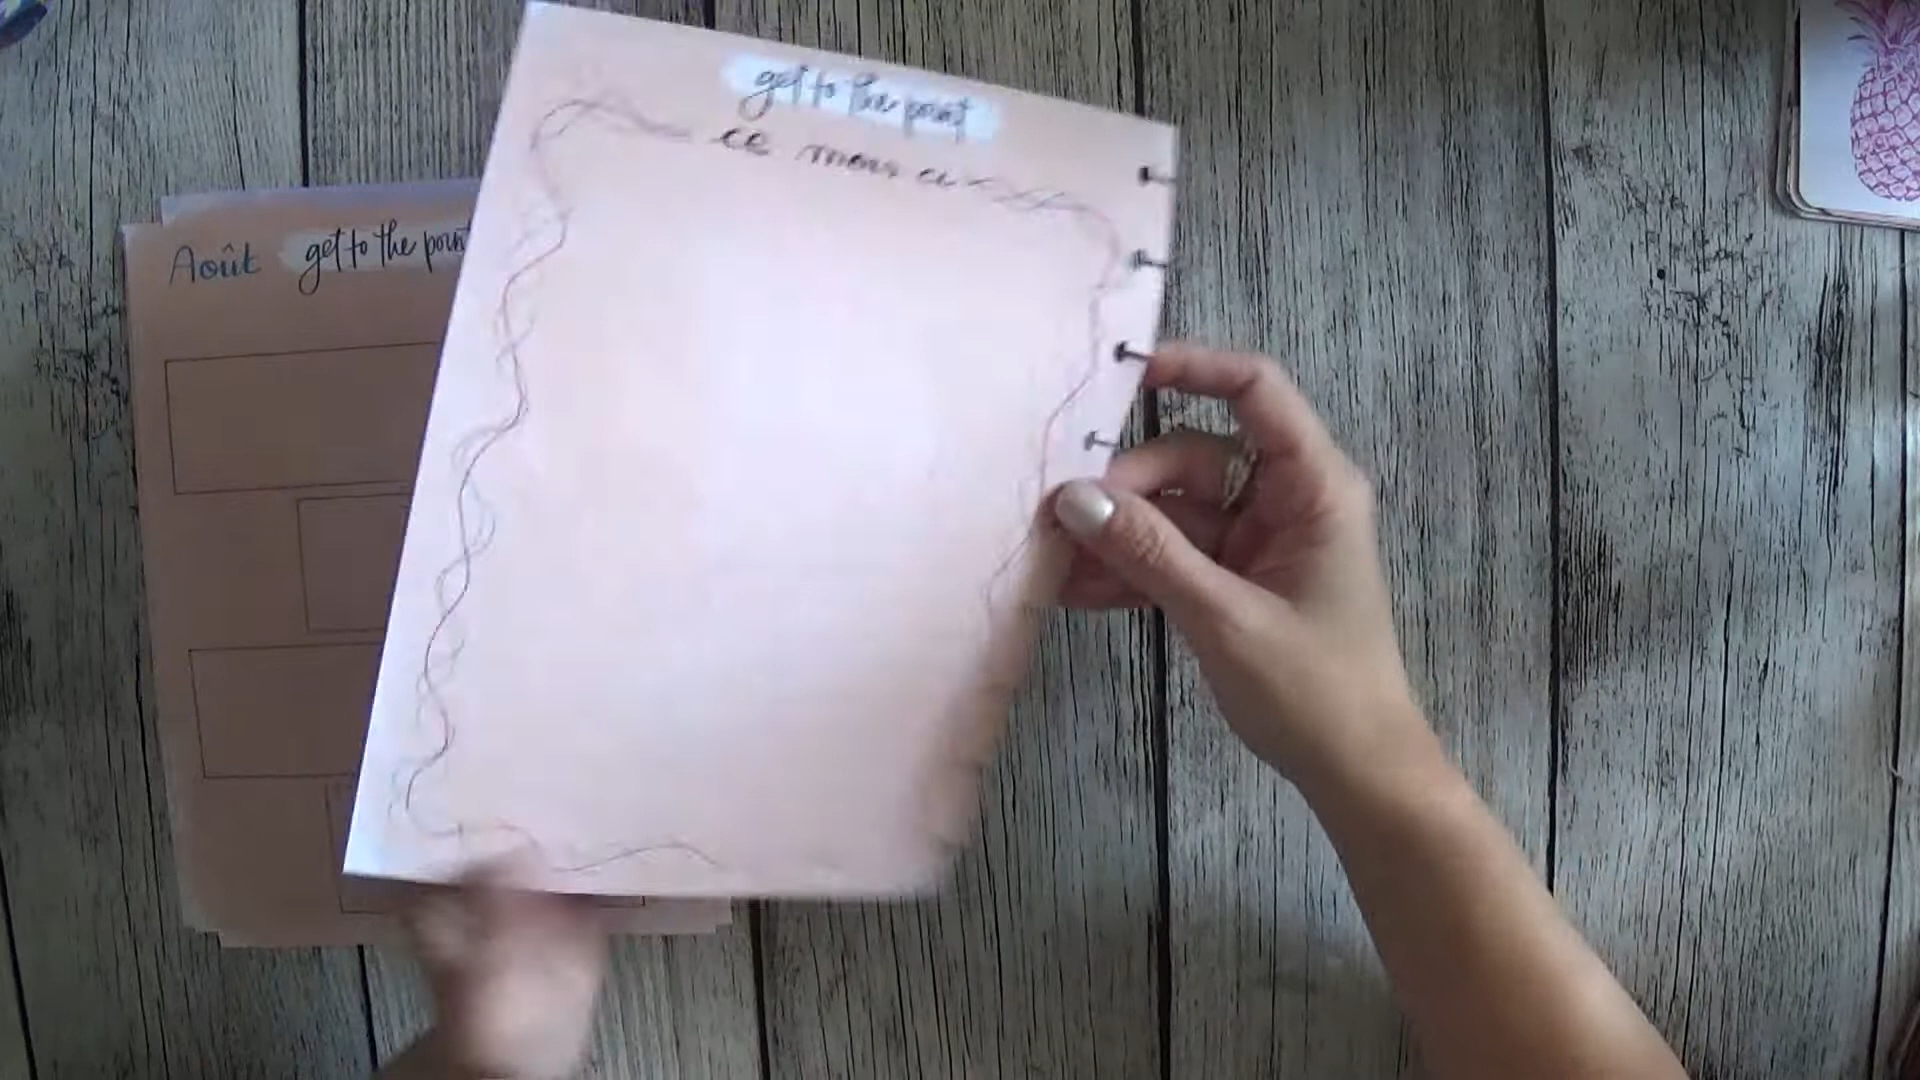 get to the point
ce mois ci
Août get to the point